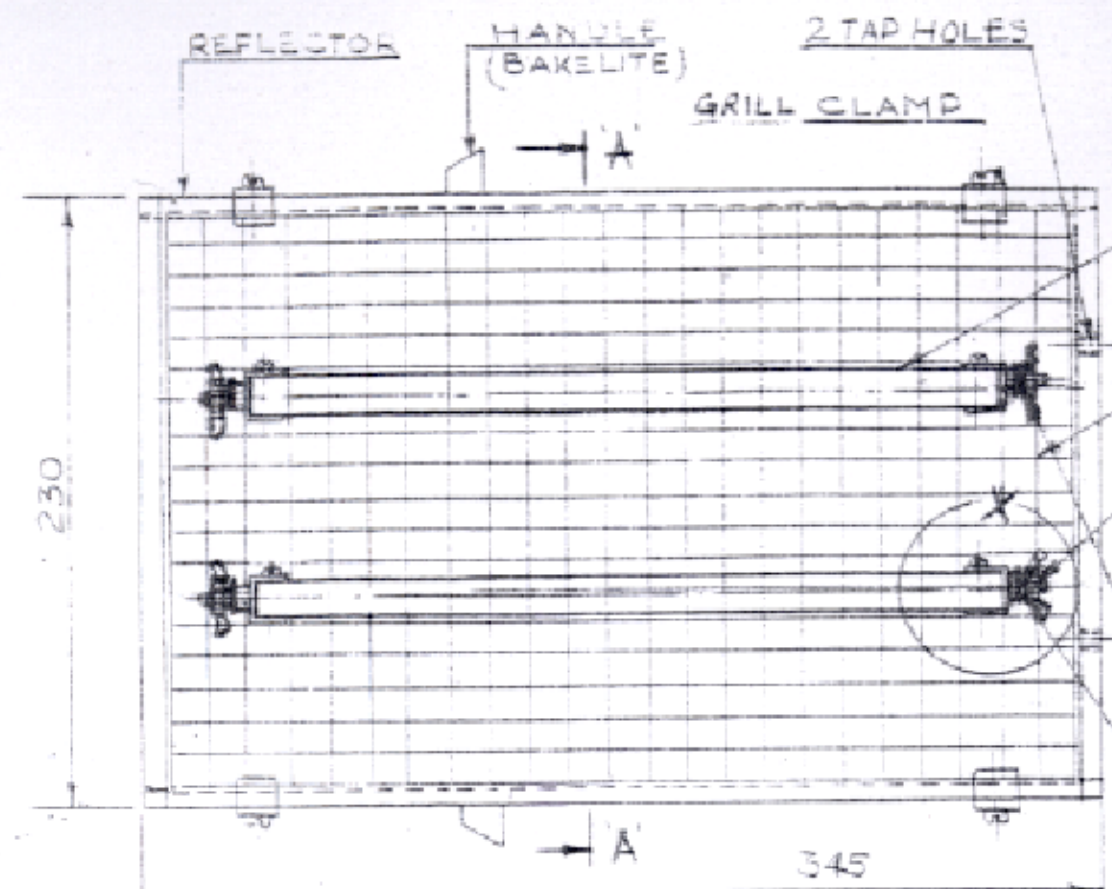 REFLECTOR
HANDLE
(BAKELITE)
2 TAP HOLES
GRILL CLAMP
'A'
230
X
'A'
345